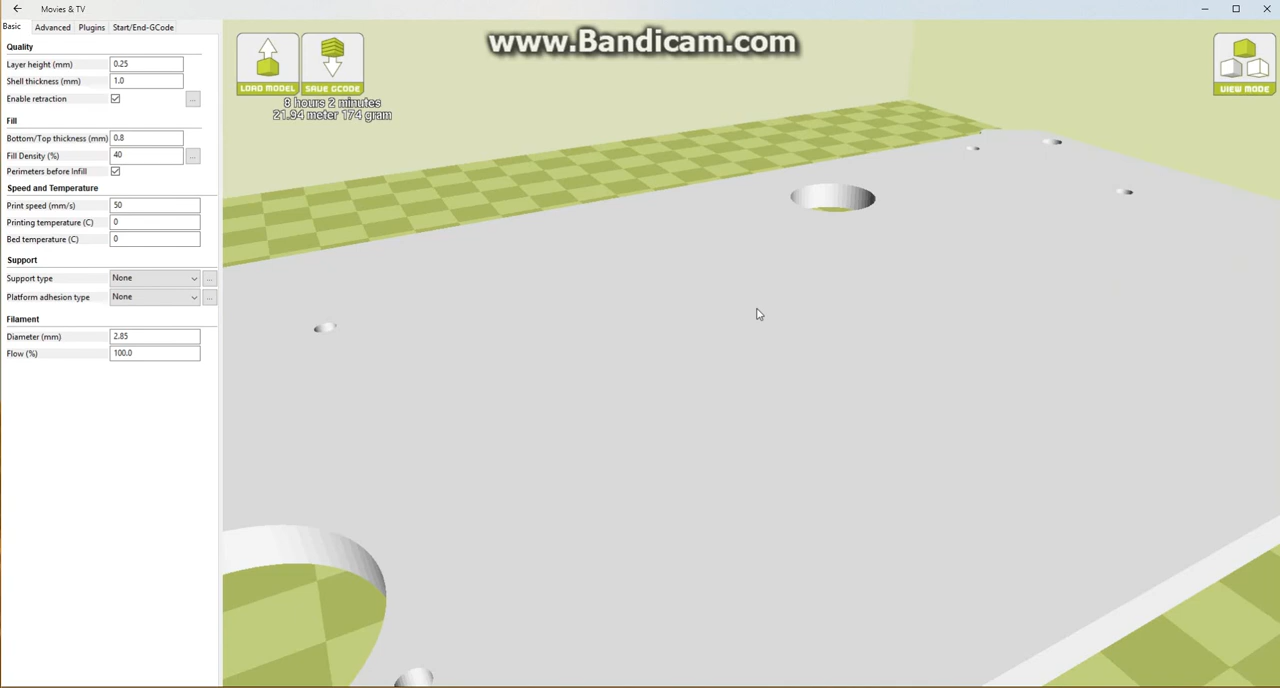 Movies & TV
Basic Advanced Plugins Start/End-GCode
Quality
Layer height (mm) 0.25
Shell thickness (mm) 1.0
Enable retraction ...
Fill
Bottom/Top thickness (mm) 0.8
Fill Density (%) 40 ...
Perimeters before Infill
Speed and Temperature
Print speed (mm/s) 50
Printing temperature (C) 0
Bed temperature (C) 0
Support
Support type None ...
Platform adhesion type None ...
Filament
Diameter (mm) 2.85
Flow (%) 100.0
LOAD MODEL
SAVE GCODE
8 hours 2 minutes
21.94 meter 174 gram
www.Bandicam.com
VIEW MODE